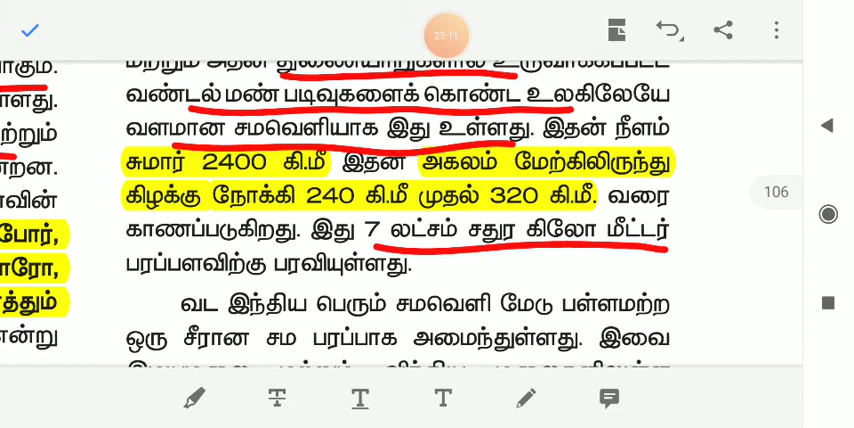 23:11
மற்றும் அதன் துணையாறுகளால் உருவாக்கப்பட்ட
வண்டல் மண் படிவுகளைக் கொண்ட உலகிலேயே
வளமான சமவெளியாக இது உள்ளது. இதன் நீளம்
சுமார் 2400 கி.மீ இதன் அகலம் மேற்கிலிருந்து
கிழக்கு நோக்கி 240 கி.மீ முதல் 320 கி.மீ. வரை
காணப்படுகிறது. இது 7 லட்சம் சதுர கிலோ மீட்டர்
பரப்பளவிற்கு பரவியுள்ளது.
வட இந்திய பெரும் சமவெளி மேடு பள்ளமற்ற
ஒரு சீரான சம பரப்பாக அமைந்துள்ளது. இவை
106
போர்,